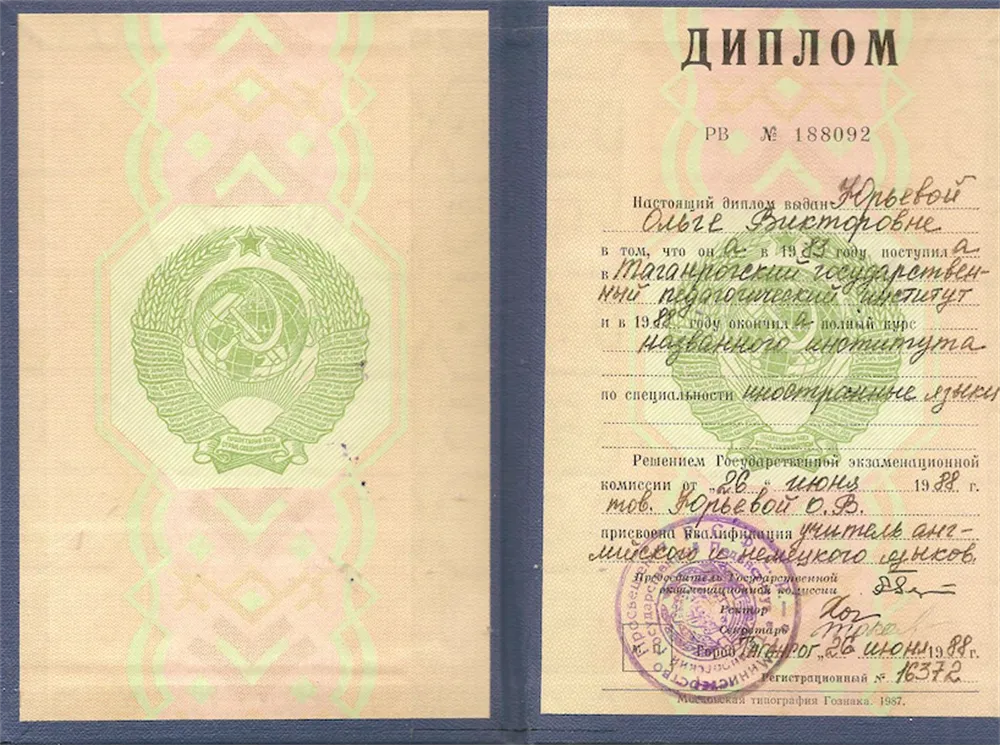 ДИПЛОМ
РВ № 188092
Настоящий диплом выдан Юрьевой
Ольге Викторовне
в том, что он а в 1983 году поступил а
в Таганрогский государствен-
ный педагогический институт
и в 1988 году окончил а полный курс
названного института
по специальности иностранные языки
Решением Государственной экзаменационной
комиссии от „26“ июня 1988 г.
тов. Юрьевой О.В.
присвоена квалификация учитель анг-
лийского и немецкого языков
Председатель Государственной
экзаменационной комиссии
Ректор
Секретарь
Город Таганрог „26 июня 1988 г.
Регистрационный № 16372
Московская типография Гознака. 1987.